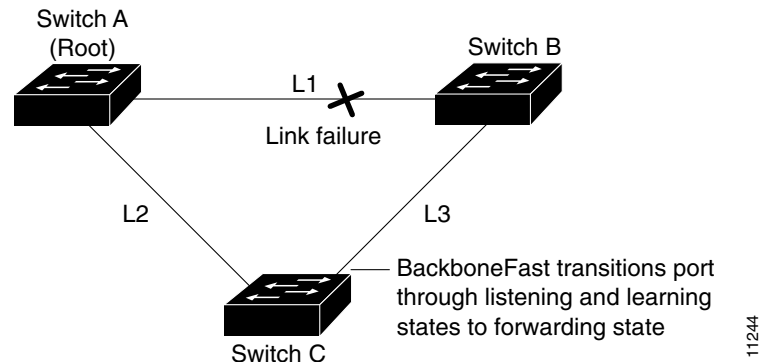 Switch A
(Root)
Switch B
L1
Link failure
L2
L3
BackboneFast transitions port
through listening and learning
states to forwarding state
Switch C
11244